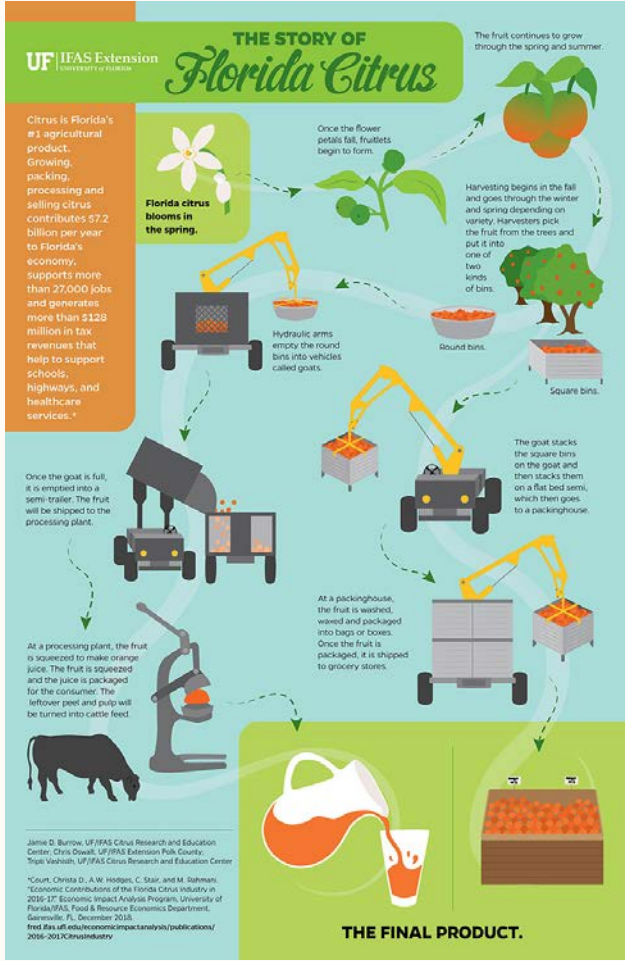 UF IFAS Extension
UNIVERSITY of FLORIDA
THE STORY OF
Florida Citrus
Citrus is Florida's
#1 agricultural
product.
Growing,
packing,
processing and
selling citrus
contributes $7.2
billion per year
to Florida's
economy,
supports more
than 27,000 jobs
and generates
more than $128
million in tax
revenues that
help to support
schools,
highways, and
healthcare
services.*
Florida citrus
blooms in
the spring.
Once the flower
petals fall, fruitlets
begin to form.
The fruit continues to grow
through the spring and summer.
Harvesting begins in the fall
and goes through the winter
and spring depending on
variety. Harvesters pick
the fruit from the trees and
put it into
one of
two
kinds
of bins.
Round bins.
Square bins.
Hydraulic arms
empty the round
bins into vehicles
called goats.
Once the goat is full,
it is emptied into a
semi-trailer. The fruit
will be shipped to the
processing plant.
At a processing plant, the fruit
is squeezed to make orange
juice. The fruit is squeezed
and the juice is packaged
for the consumer. The
leftover peel and pulp will
be turned into cattle feed.
The goat stacks
the square bins
on the goat and
then stacks them
on a flat bed semi,
which then goes
to a packinghouse.
At a packinghouse,
the fruit is washed,
waxed and packaged
into bags or boxes.
Once the fruit is
packaged, it is shipped
to grocery stores.
THE FINAL PRODUCT.
Jamie D. Burrow, UF/IFAS Citrus Research and Education
Center; Chris Oswalt, UF/IFAS Extension Polk County;
Tripti Vashisth, UF/IFAS Citrus Research and Education Center
*Court, Christa D., A.W. Hodges, C. Stair, and M. Rahmani.
"Economic Contributions of the Florida Citrus Industry in
2016-17." Economic Impact Analysis Program, University of
Florida/IFAS, Food & Resource Economics Department,
Gainesville, FL, December 2018.
fred.ifas.ufl.edu/economicimpactanalysis/publications/
2016-2017CitrusIndustry